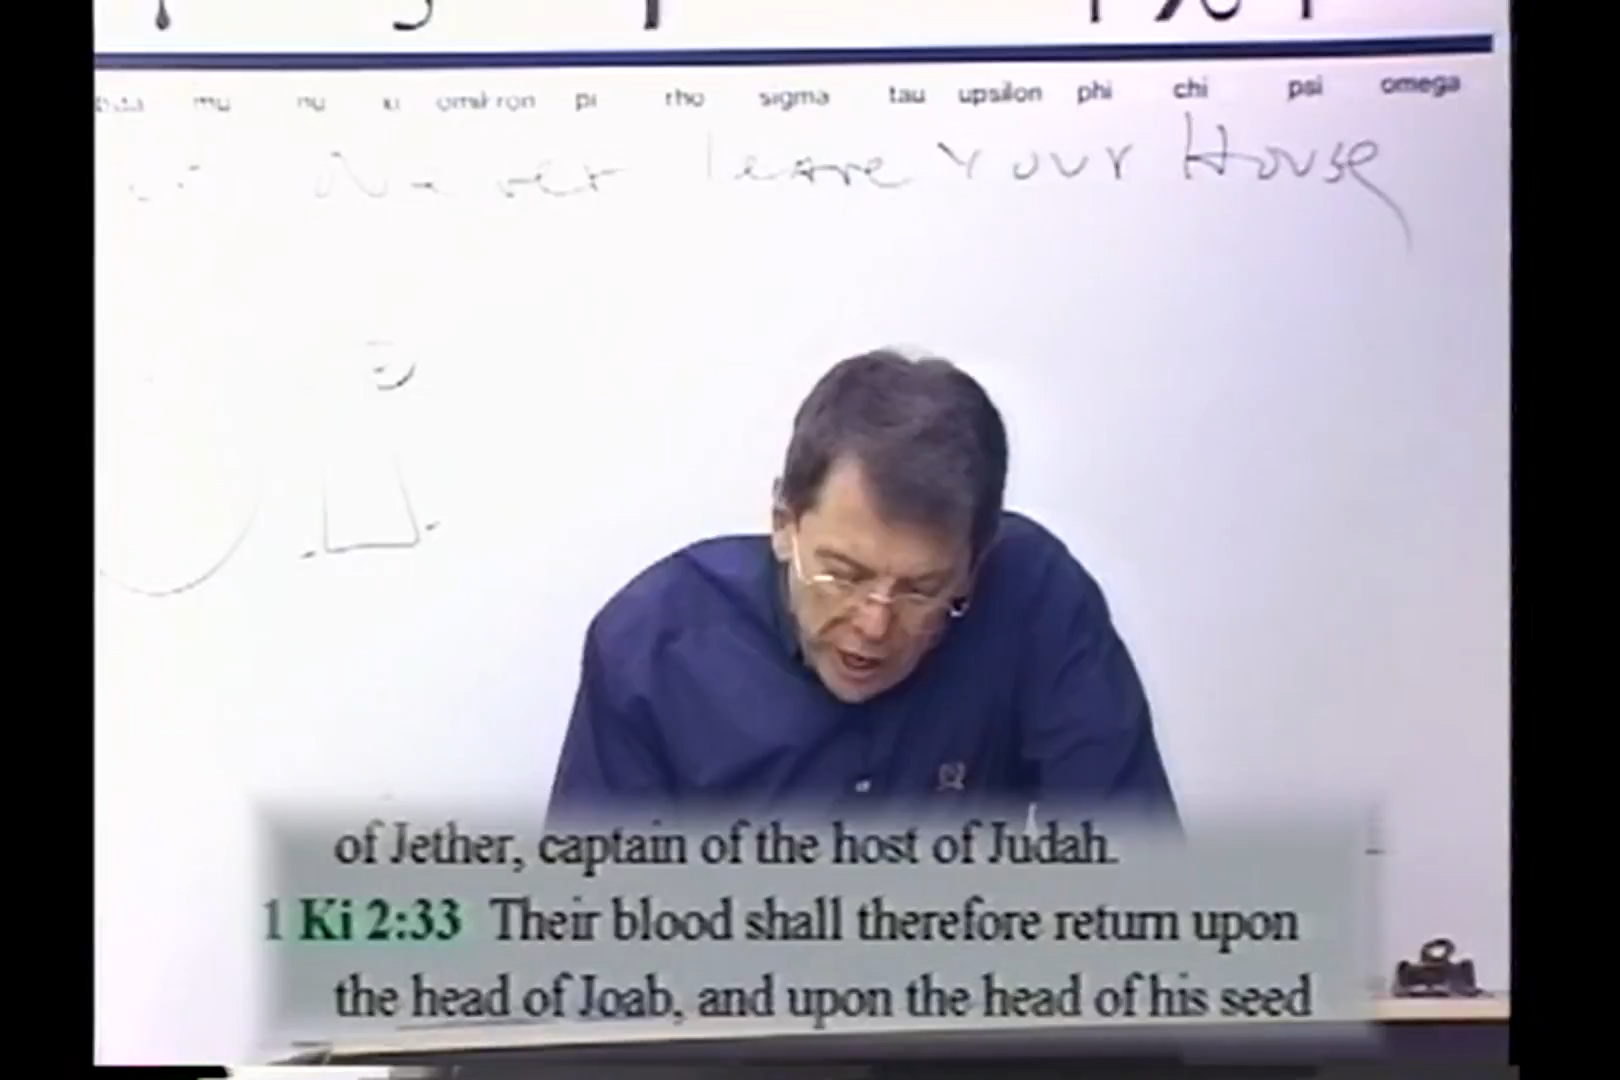 mu nu xi omikron pi rho sigma tau upsilon phi chi psi omega
Never leave Your House
of Jether, captain of the host of Judah.
1 Ki 2:33 Their blood shall therefore return upon
the head of Joab, and upon the head of his seed